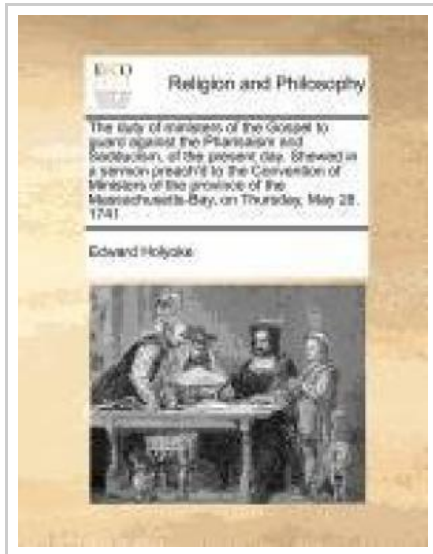 ECCO
Religion and Philosophy
The duty of ministers of the Gospel to
guard against the Pharisaism and
Sadducism, of the present day. Shewed in
a sermon preach'd to the Convention of
Ministers of the province of the
Massachusetts-Bay, on Thursday, May 28.
1741.
Edward Holyoke